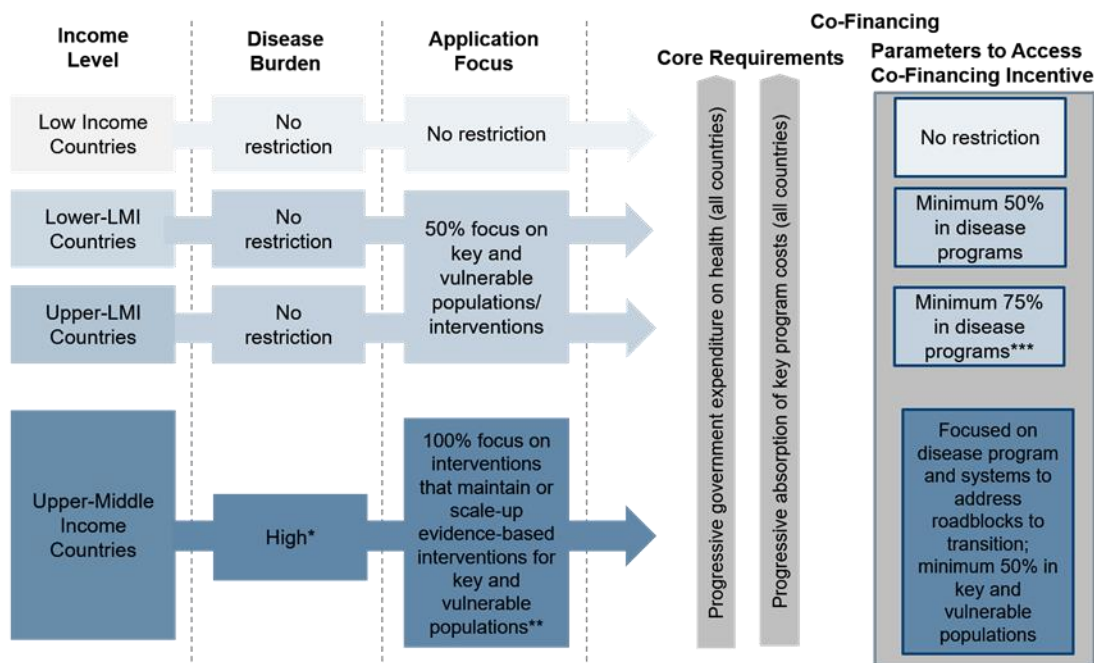 Co-Financing
Income
Level
Disease
Burden
Application
Focus
Core Requirements
Parameters to Access
Co-Financing Incentive
Low Income
Countries
No
restriction
No restriction
No restriction
Lower-LMI
Countries
No
restriction
50% focus on
key and
vulnerable
populations/
interventions
Minimum 50%
in disease
programs
Upper-LMI
Countries
No
restriction
Minimum 75%
in disease
programs***
Upper-Middle
Income
Countries
High*
100% focus on
interventions
that maintain or
scale-up
evidence-based
interventions for
key and
vulnerable
populations**
Progressive government expenditure on health (all countries)
Progressive absorption of key program costs (all countries)
Focused on
disease program
and systems to
address
roadblocks to
transition;
minimum 50% in
key and
vulnerable
populations